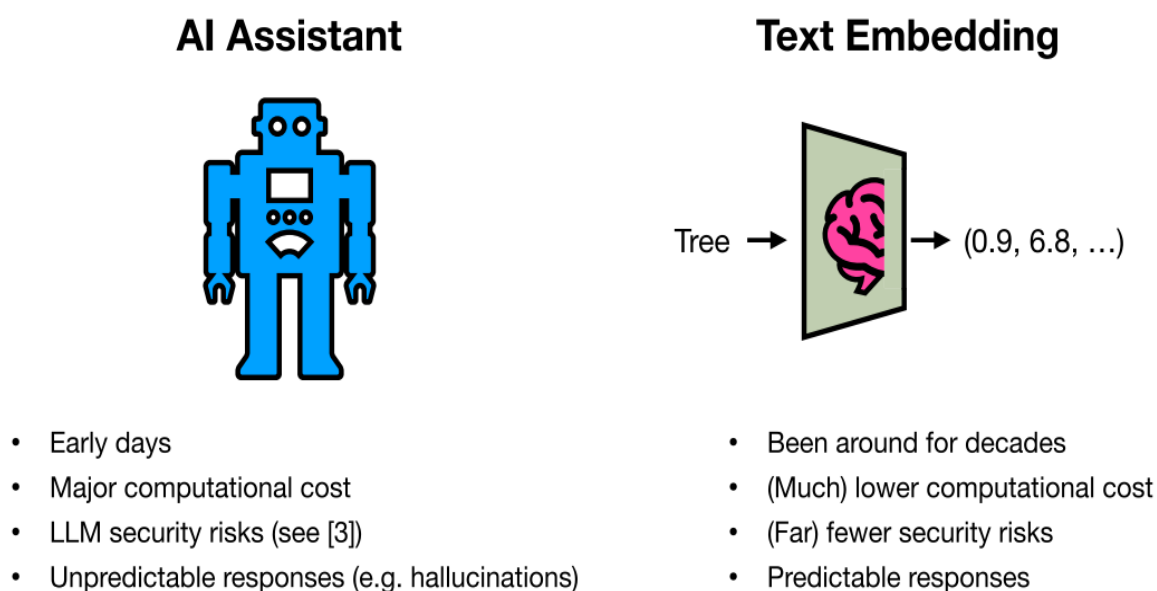 AI Assistant
Text Embedding
Tree
(0.9, 6.8, …)
• Early days
• Major computational cost
• LLM security risks (see [3])
• Unpredictable responses (e.g. hallucinations)
• Been around for decades
• (Much) lower computational cost
• (Far) fewer security risks
• Predictable responses